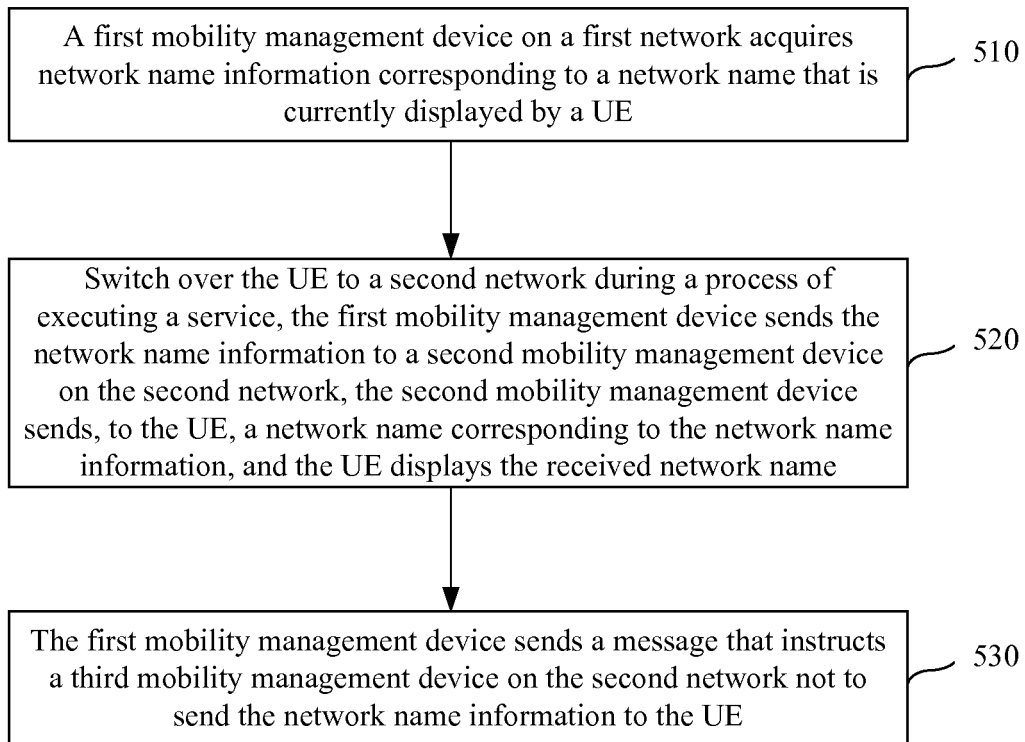 A first mobility management device on a first network acquires
network name information corresponding to a network name that is
currently displayed by a UE
510
Switch over the UE to a second network during a process of
executing a service, the first mobility management device sends the
network name information to a second mobility management device
on the second network, the second mobility management device
sends, to the UE, a network name corresponding to the network name
information, and the UE displays the received network name
520
The first mobility management device sends a message that instructs
a third mobility management device on the second network not to
send the network name information to the UE
530